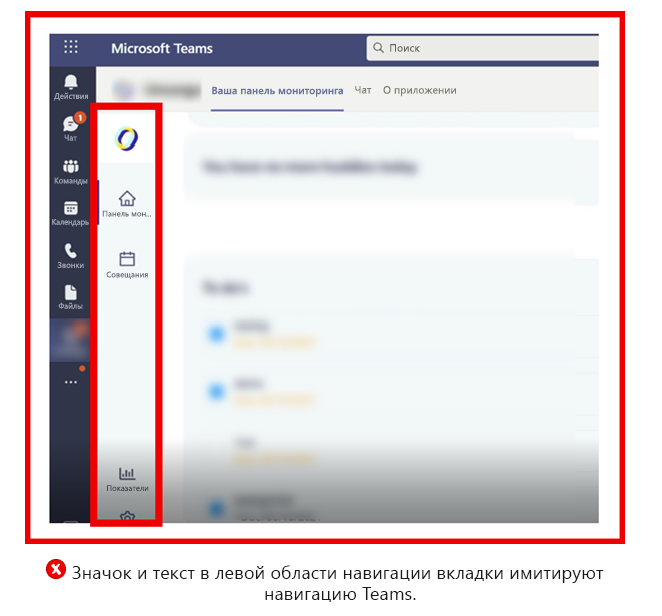 Microsoft Teams
Поиск
Ваша панель мониторинга Чат О приложении
Действия
1
Чат
Команды
Календарь
Звонки
Файлы
Панель мон...
Совещания
Показатели
Значок и текст в левой области навигации вкладки имитируют
навигацию Teams.